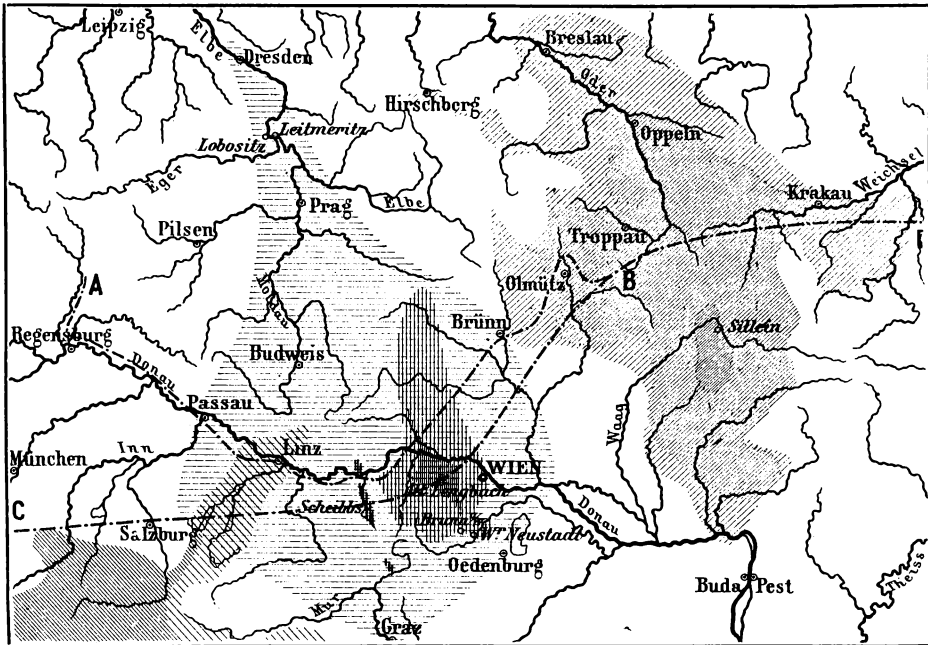 Leipzig
Elbe
Dresden
Breslau
Oder
Hirschberg
Leitmeritz
Lobositz
Oppeln
Eger
Elbe
Krakau
Weichsel
Prag
Pilsen
Troppau
A
Olmütz
B
Moldau
Regensburg
Brünn
Sillein
Donau
Budweis
Passau
Waag
Inn
Linz
München
WIEN
Scheibbs
C
Donau
Salzburg
Brunn
Wr Neustadt
Oedenburg
Mur
Buda
Pest
Theiss
Graz